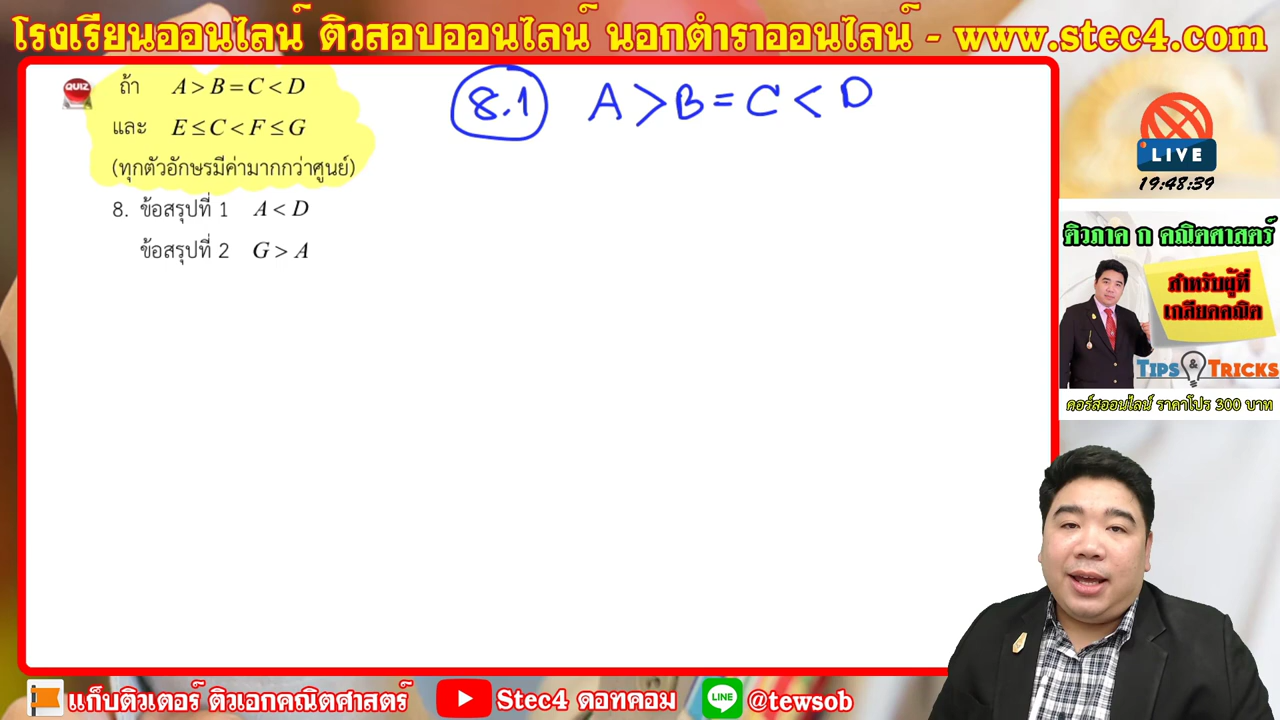 โรงเรียนออนไลน์ ติวสอบออนไลน์ นอกตำราออนไลน์ - www.stec4.com
QUIZ
ถ้า A > B = C < D
และ E ≤ C < F ≤ G
(ทุกตัวอักษรมีค่ามากกว่าศูนย์)
8. ข้อสรุปที่ 1 A < D
ข้อสรุปที่ 2 G > A
8.1 A > B = C < D
LIVE
19:48:39
ติวภาค ก คณิตศาสตร์
สำหรับผู้ที่
เกลียดคณิต
TIPS & TRICKS
คอร์สออนไลน์ ราคาโปร 300 บาท
แก็บติวเตอร์ ติวเอกคณิตศาสตร์
Stec4 ดอทคอม
LINE
@tewsob